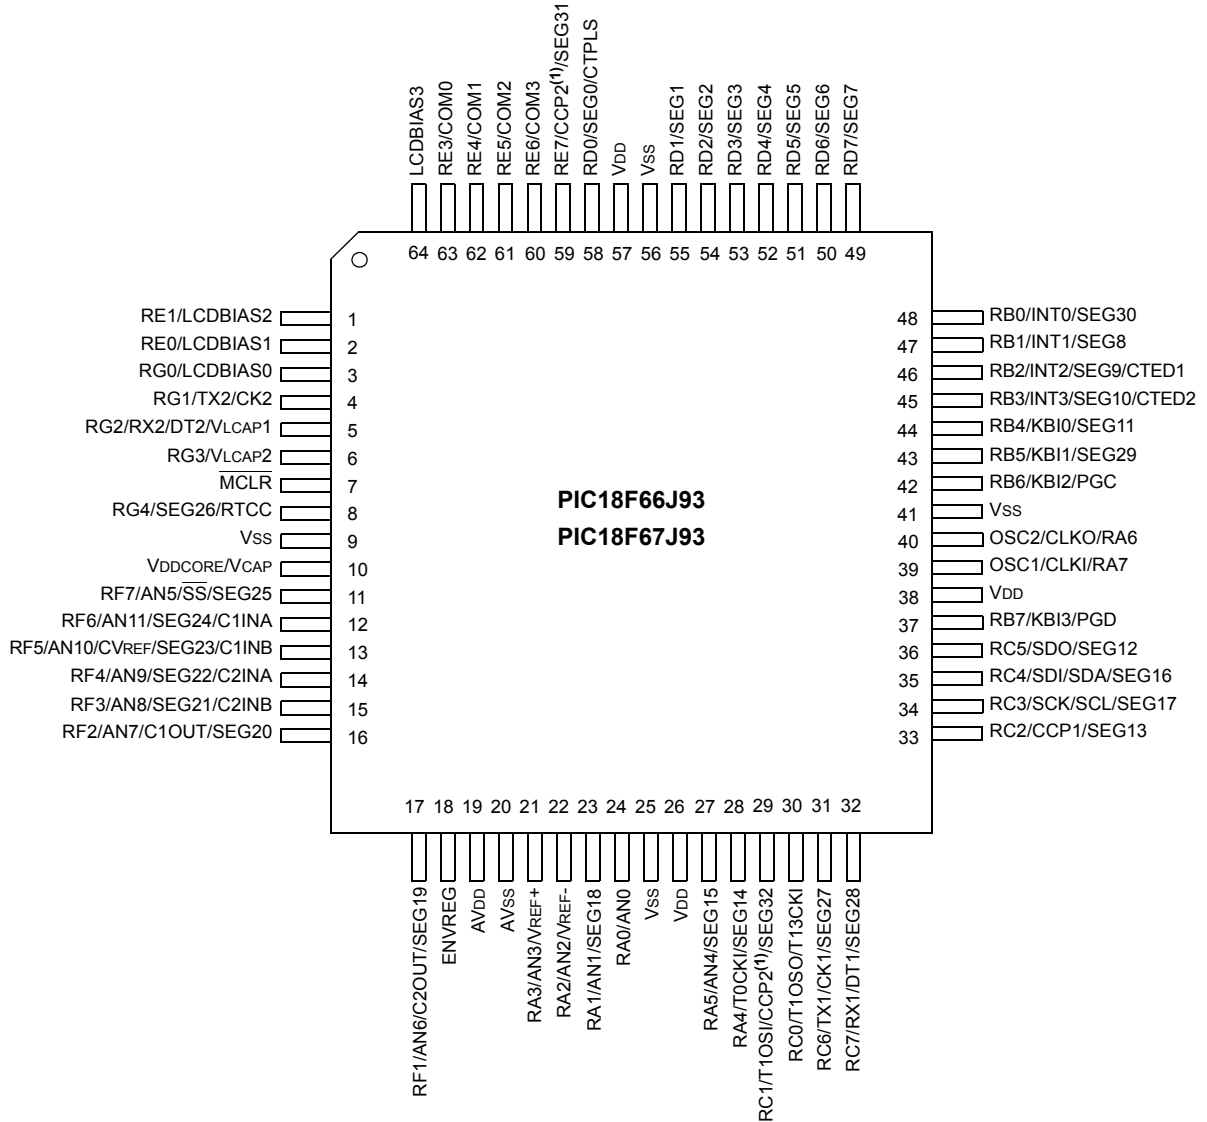 LCDBIAS3
RE3/COM0
RE4/COM1
RE5/COM2
RE6/COM3
RE7/CCP2(1)/SEG31
RD0/SEG0/CTPLS
VDD
VSS
RD1/SEG1
RD2/SEG2
RD3/SEG3
RD4/SEG4
RD5/SEG5
RD6/SEG6
RD7/SEG7
64 63 62 61 60 59 58 57 56 55 54 53 52 51 50 49
RE1/LCDBIAS2 1
RE0/LCDBIAS1 2
RG0/LCDBIAS0 3
RG1/TX2/CK2 4
RG2/RX2/DT2/VLCAP1 5
RG3/VLCAP2 6
MCLR 7
RG4/SEG26/RTCC 8
VSS 9
VDDCORE/VCAP 10
RF7/AN5/SS/SEG25 11
RF6/AN11/SEG24/C1INA 12
RF5/AN10/CVREF/SEG23/C1INB 13
RF4/AN9/SEG22/C2INA 14
RF3/AN8/SEG21/C2INB 15
RF2/AN7/C1OUT/SEG20 16
PIC18F66J93
PIC18F67J93
48 RB0/INT0/SEG30
47 RB1/INT1/SEG8
46 RB2/INT2/SEG9/CTED1
45 RB3/INT3/SEG10/CTED2
44 RB4/KBI0/SEG11
43 RB5/KBI1/SEG29
42 RB6/KBI2/PGC
41 VSS
40 OSC2/CLKO/RA6
39 OSC1/CLKI/RA7
38 VDD
37 RB7/KBI3/PGD
36 RC5/SDO/SEG12
35 RC4/SDI/SDA/SEG16
34 RC3/SCK/SCL/SEG17
33 RC2/CCP1/SEG13
17 18 19 20 21 22 23 24 25 26 27 28 29 30 31 32
RF1/AN6/C2OUT/SEG19
ENVREG
AVDD
AVSS
RA3/AN3/VREF+
RA2/AN2/VREF-
RA1/AN1/SEG18
RA0/AN0
VSS
VDD
RA5/AN4/SEG15
RA4/T0CKI/SEG14
RC1/T1OSI/CCP2(1)/SEG32
RC0/T1OSO/T13CKI
RC6/TX1/CK1/SEG27
RC7/RX1/DT1/SEG28